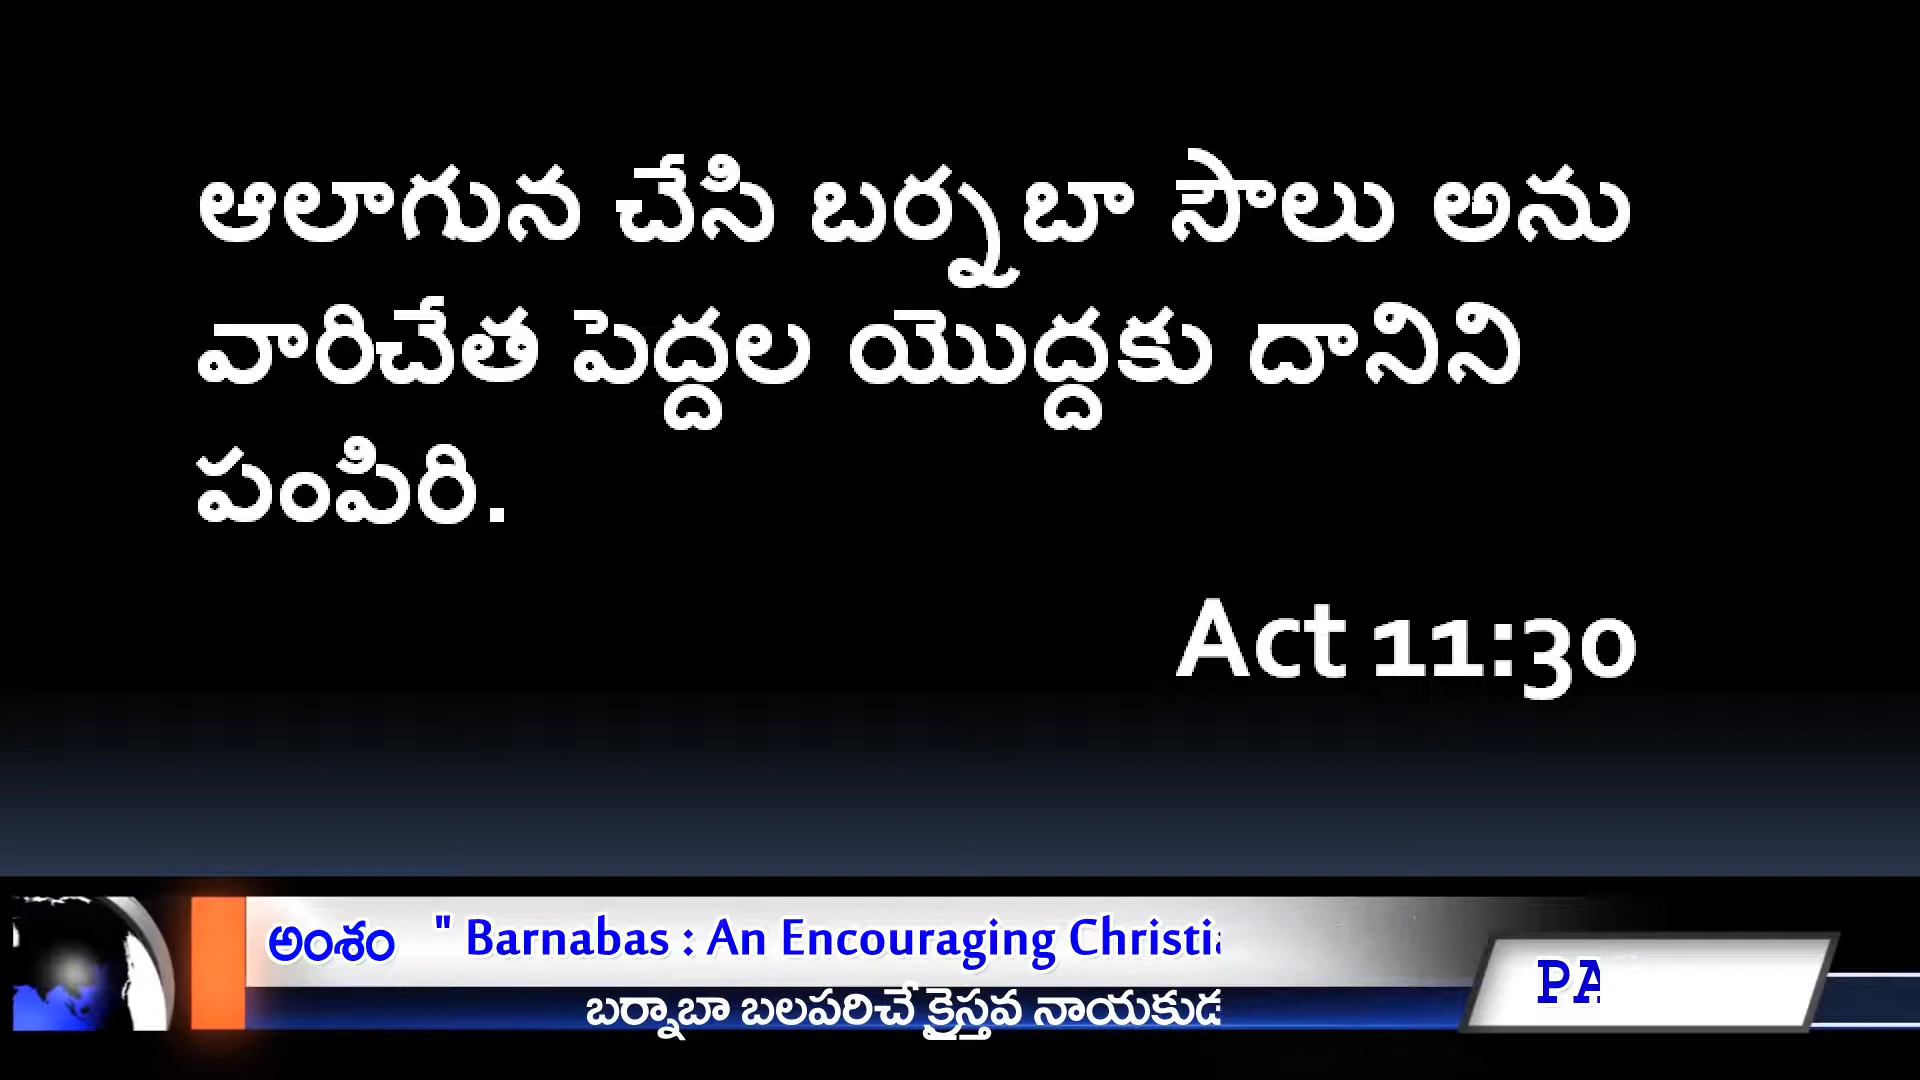 ఆలాగున చేసి బర్నబా సౌలు అను
వారిచేత పెద్దల యొద్దకు దానిని
పంపిరి.
Act 11:30
అంశం " Barnabas : An Encouraging Christi
బర్నాబా బలపరిచే క్రైస్తవ నాయకుడ
PA